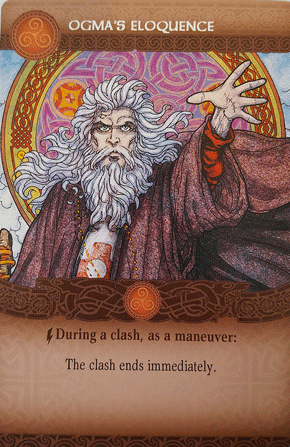 OGMA'S ELOQUENCE
During a clash, as a maneuver:
The clash ends immediately.